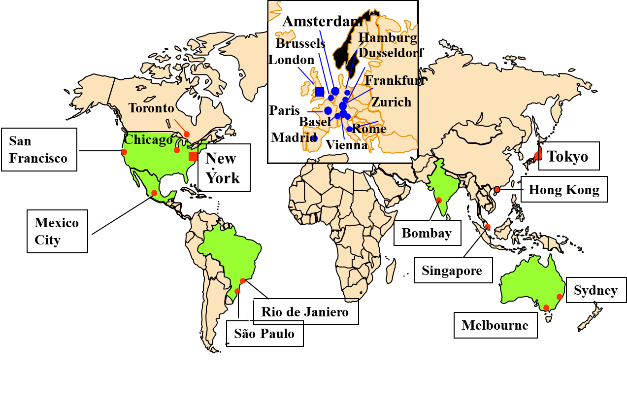 Amsterdam
Brussels
Hamburg
London
Dusseldorf
Frankfurt
Paris
Zurich
Basel
Rome
Madrid
Vienna
Toronto
Chicago
San
Francisco
New
York
Tokyo
Hong Kong
Mexico
City
Bombay
Singapore
Sydney
Rio de Janiero
São Paulo
Melbourne